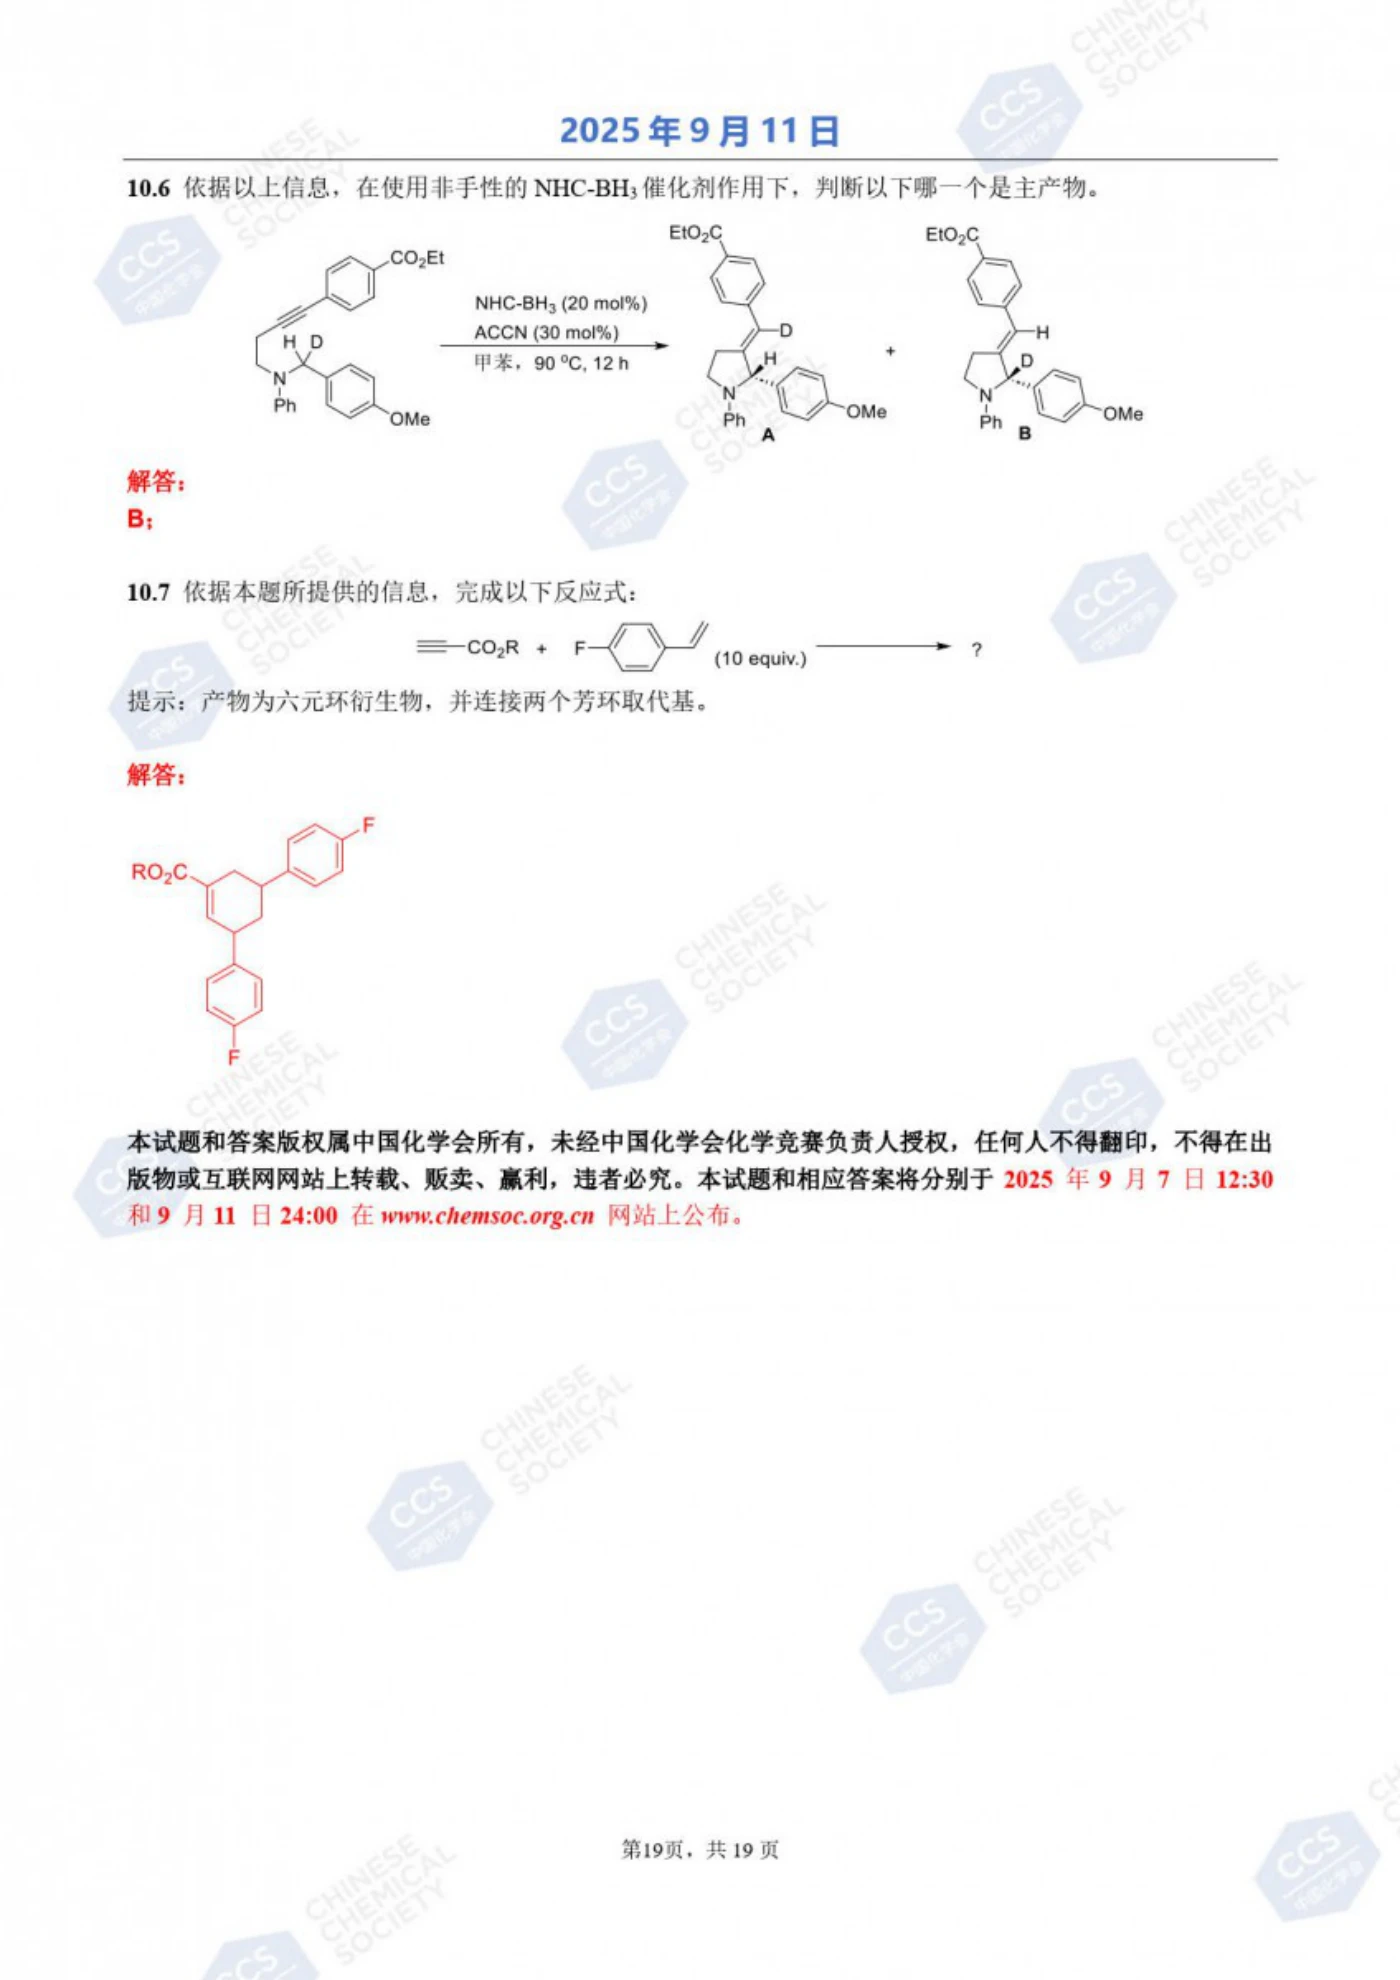 2025年9月11日
10.6 依据以上信息，在使用非手性的 NHC-BH3 催化剂作用下，判断以下哪一个是主产物。
EtO2C
EtO2C
CO2Et
NHC-BH3 (20 mol%)
ACCN (30 mol%)
甲苯，90 ºC, 12 h
H D
N
Ph
OMe
D
H
N
Ph
OMe
A
+
H
D
N
Ph
OMe
B
解答：
B；
10.7 依据本题所提供的信息，完成以下反应式：
CO2R + F (10 equiv.) ?
提示：产物为六元环衍生物，并连接两个芳环取代基。
解答：
F
RO2C
F
本试题和答案版权属中国化学会所有，未经中国化学会化学竞赛负责人授权，任何人不得翻印，不得在出
版物或互联网网站上转载、贩卖、赢利，违者必究。本试题和相应答案将分别于 2025 年 9 月 7 日 12:30
和 9 月 11 日 24:00 在 www.chemsoc.org.cn 网站上公布。
第19页，共 19 页
CCS
中国化学会
CHINESE
CHEMICAL
SOCIETY